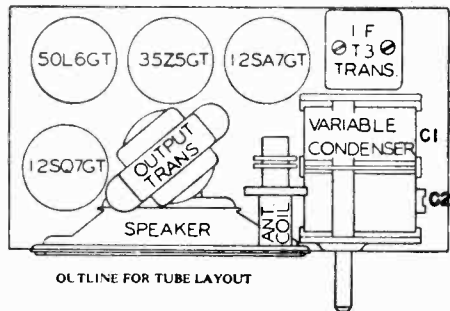 50L6GT 35Z5GT 12SA7GT
I F
T3
TRANS.
VARIABLE
CONDENSER
C1
12SQ7GT
OUTPUT
TRANS
C2
SPEAKER
ANT
COIL
OUTLINE FOR TUBE LAYOUT